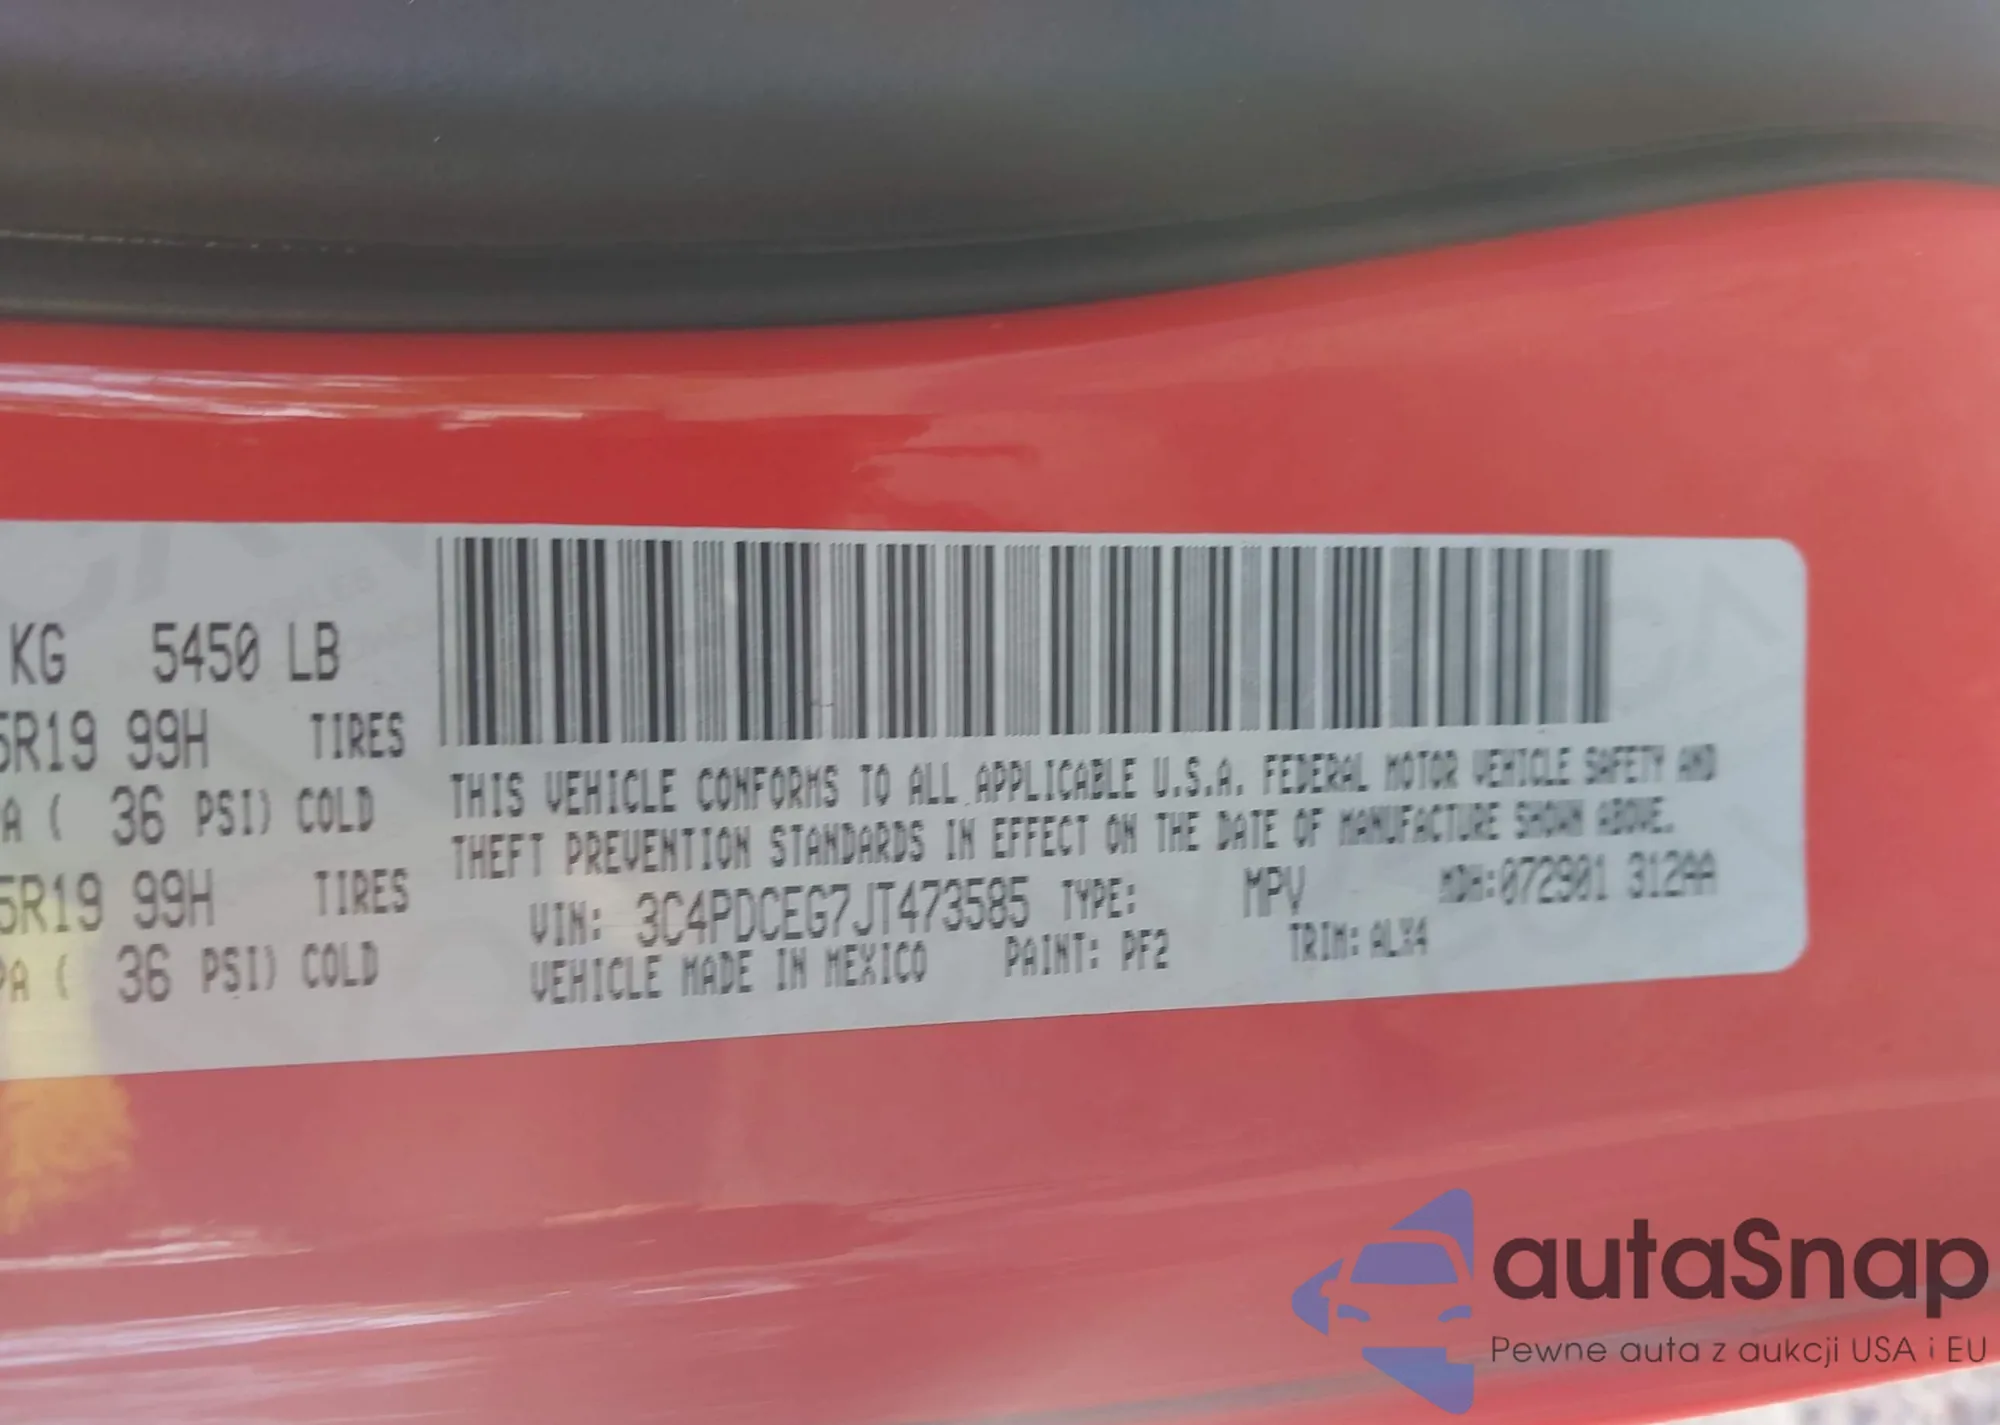 KG 5450 LB
5R19 99H TIRES
A ( 36 PSI) COLD
5R19 99H TIRES
PA ( 36 PSI) COLD
THIS VEHICLE CONFORMS TO ALL APPLICABLE U.S.A. FEDERAL MOTOR VEHICLE SAFETY AND
THEFT PREVENTION STANDARDS IN EFFECT ON THE DATE OF MANUFACTURE SHOWN ABOVE.
VIN: 3C4PDCEG7JT473585 TYPE: MPV MDH:072901 312AA
VEHICLE MADE IN MEXICO PAINT: PF2 TRIM: ALX4
autaSnap
Pewne auta z aukcji USA i EU